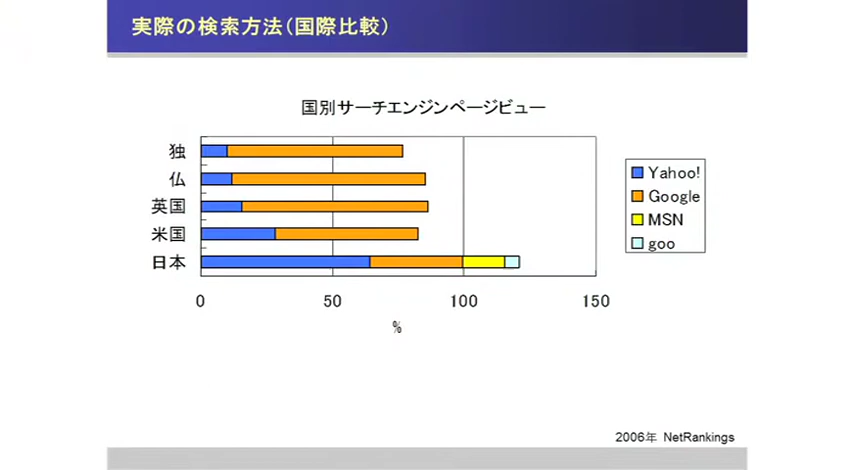 実際の検索方法(国際比較)
国別サーチエンジンページビュー
独
仏
英国
米国
日本
0 50 100 150
%
Yahoo!
Google
MSN
goo
2006年 NetRankings